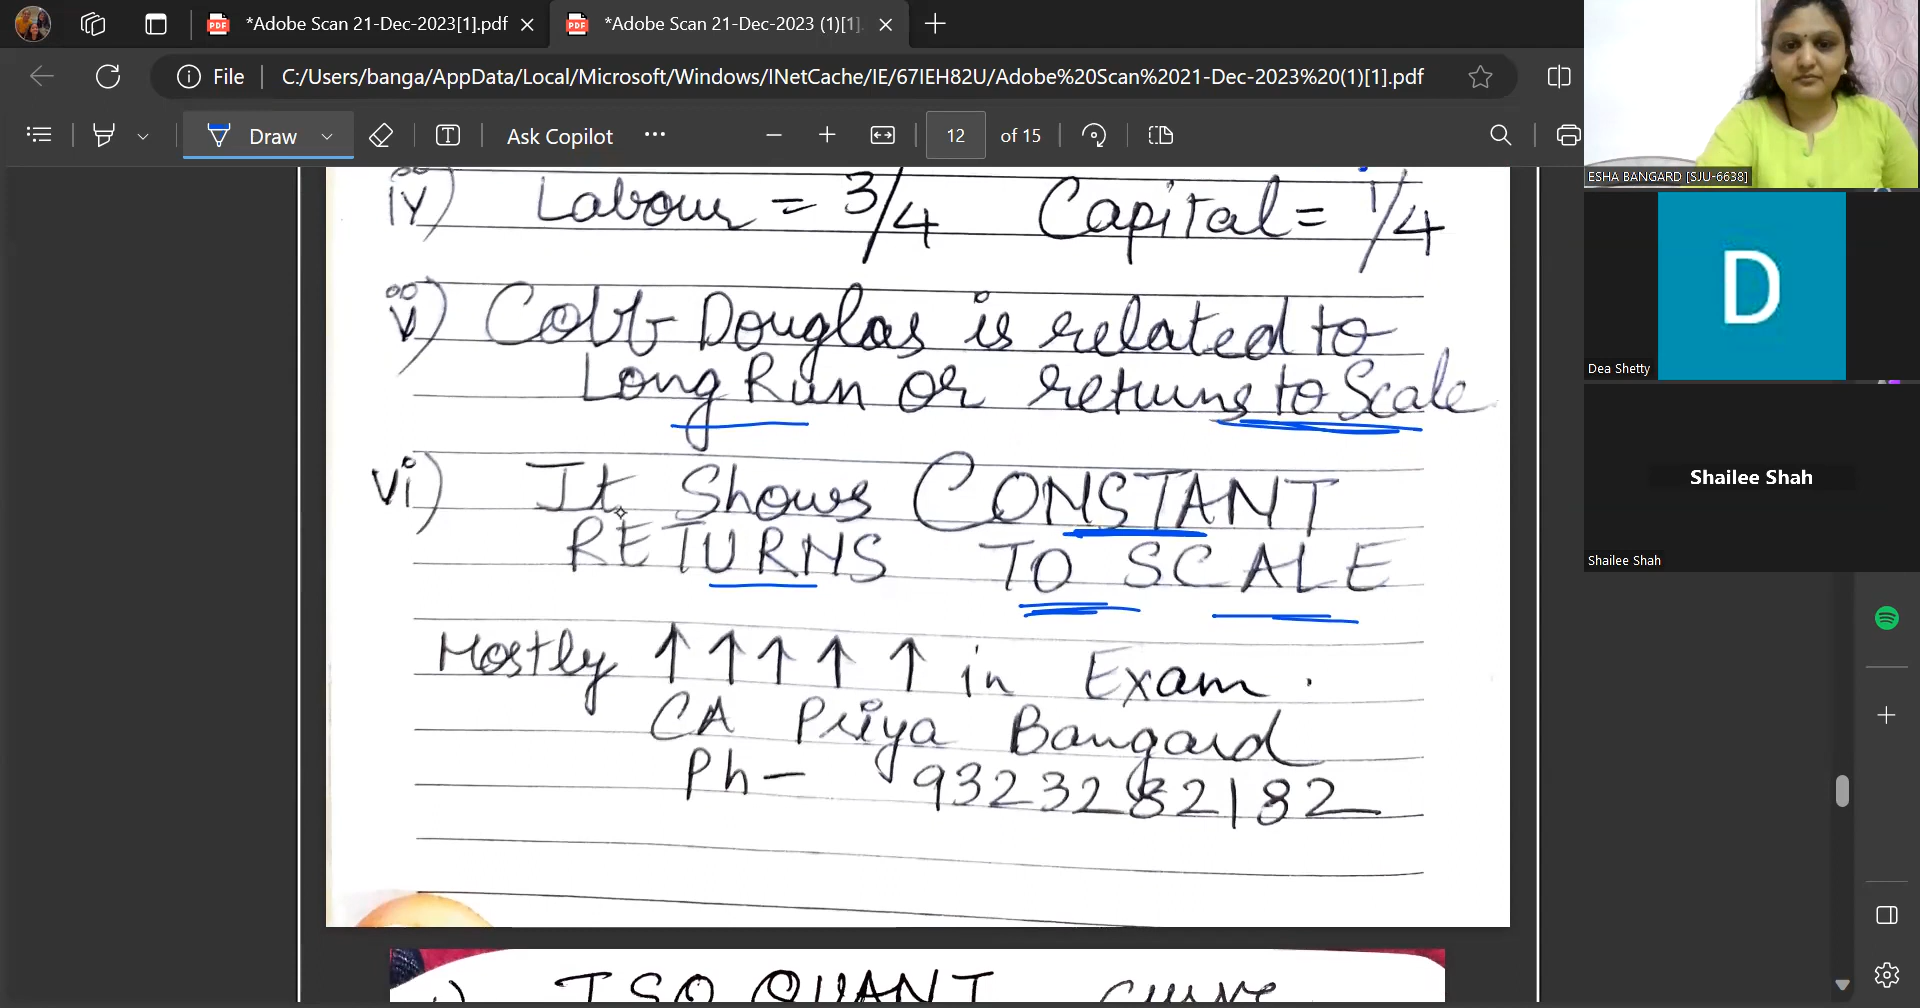 *Adobe Scan 21-Dec-2023[1].pdf
*Adobe Scan 21-Dec-2023 (1)[1].
File
C:/Users/banga/AppData/Local/Microsoft/Windows/INetCache/IE/67IEH82U/Adobe%20Scan%2021-Dec-2023%20(1)[1].pdf
Draw
Ask Copilot
12 of 15
iv) Labour = 3/4 Capital = 1/4
v) Cobb Douglas is related to
Long Run or returns to Scale
vi) It Shows CONSTANT
RETURNS TO SCALE
Mostly ↑ ↑ ↑ ↑ ↑ in Exam.
CA Priya Bangard
Ph - 9323282182
ISO QUANT curve
ESHA BANGARD [SJU-6638]
D
Dea Shetty
Shailee Shah
Shailee Shah